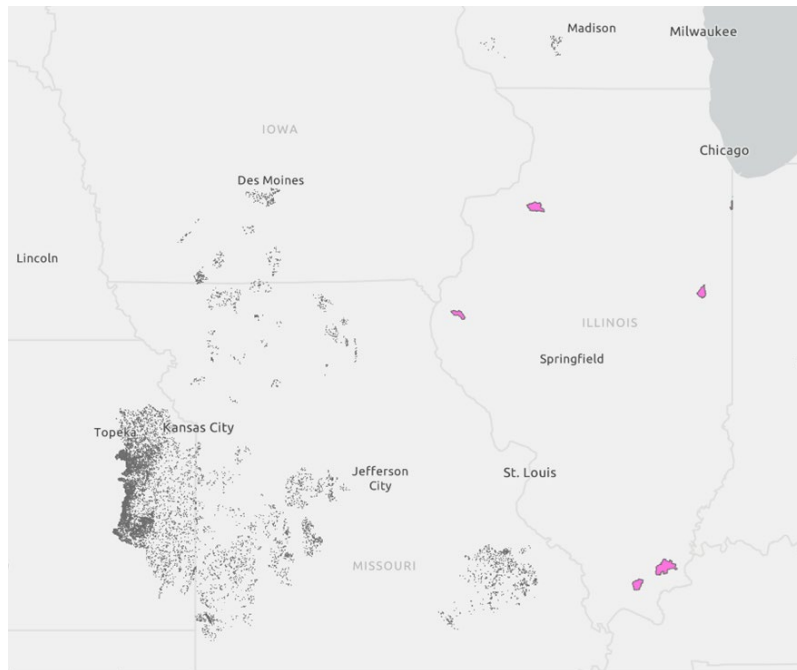 Madison
Milwaukee
IOWA
Chicago
Des Moines
Lincoln
ILLINOIS
Springfield
Topeka
Kansas City
Jefferson
City
St. Louis
MISSOURI